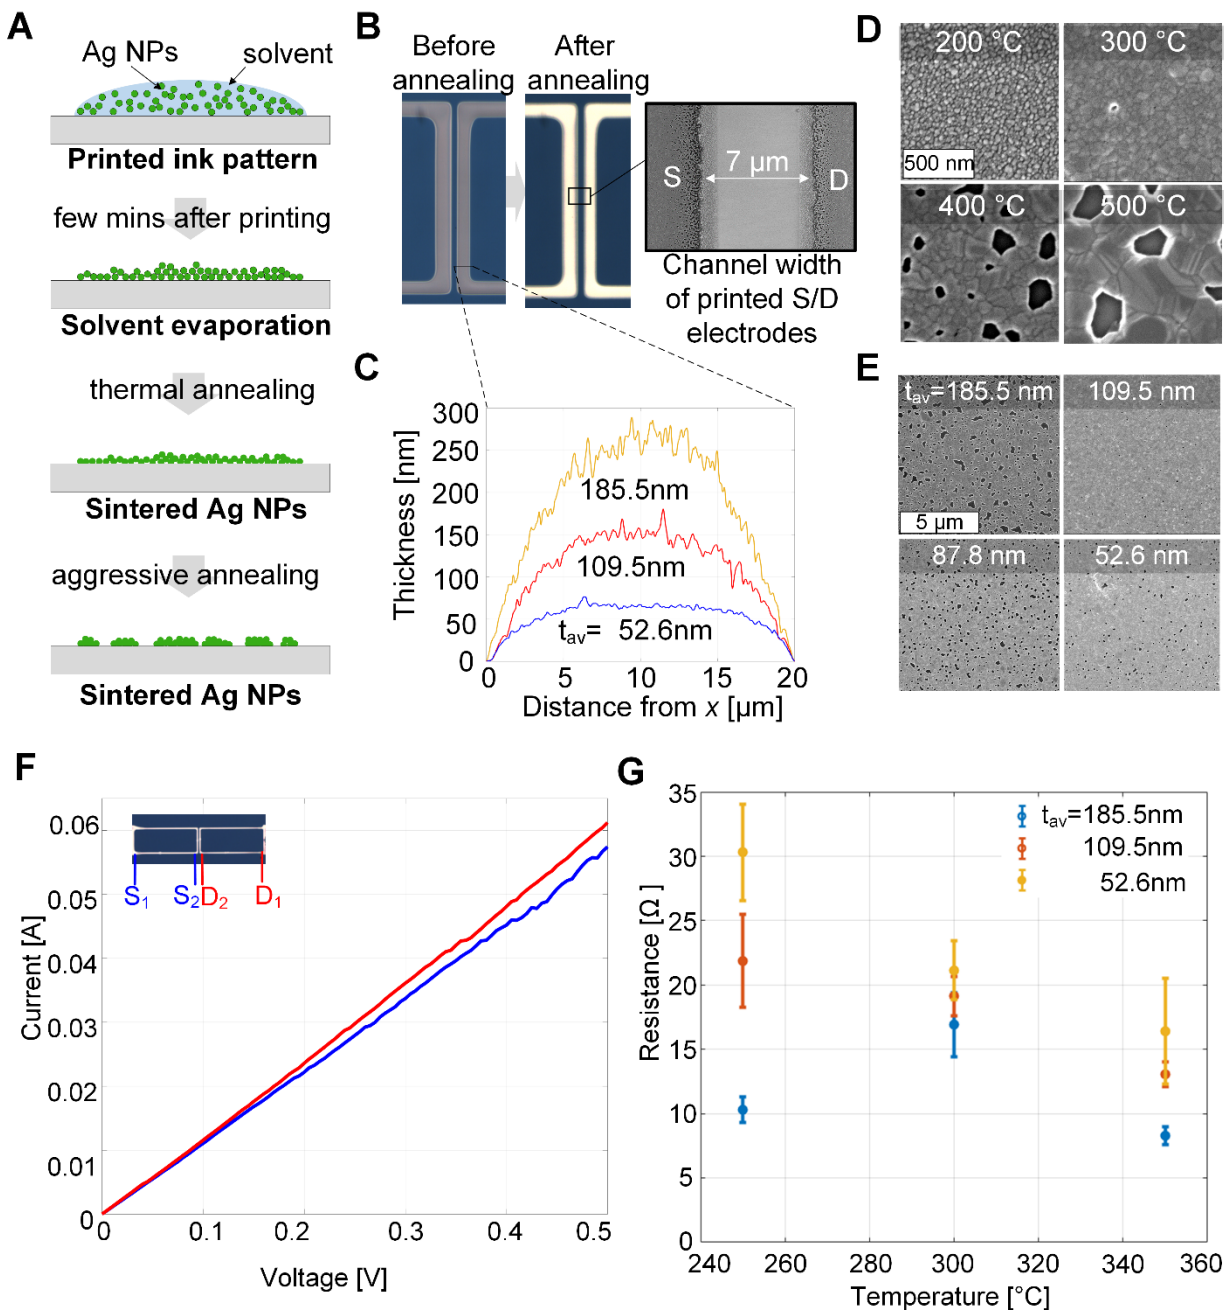 A
Ag NPs
solvent
Printed ink pattern
few mins after printing
Solvent evaporation
thermal annealing
Sintered Ag NPs
aggressive annealing
Sintered Ag NPs
B
Before
annealing
After
annealing
S
7 µm
D
Channel width
of printed S/D
electrodes
C
Thickness [nm]
300
250
200
150
100
50
0
185.5nm
109.5nm
t_av= 52.6nm
0
5
10
15
20
Distance from x [µm]
D
200 °C
300 °C
500 nm
400 °C
500 °C
E
t_av=185.5 nm
109.5 nm
5 µm
87.8 nm
52.6 nm
F
Current [A]
0.06
0.05
0.04
0.03
0.02
0.01
0
S1
S2
D2
D1
0
0.1
0.2
0.3
0.4
0.5
Voltage [V]
G
Resistance [Ω]
35
30
25
20
15
10
5
0
t_av=185.5nm
109.5nm
52.6nm
240
260
280
300
320
340
360
Temperature [°C]